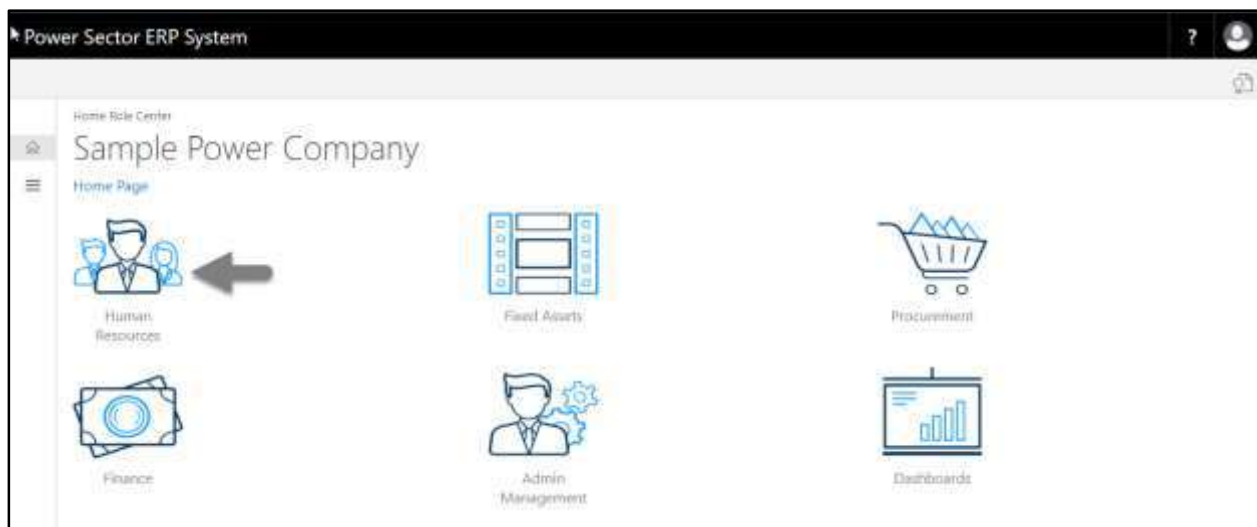 Power Sector ERP System
?
Home Role Center
Sample Power Company
Home Page
Human
Resources
Fixed Assets
Procurement
Finance
Admin
Management
Dashboards